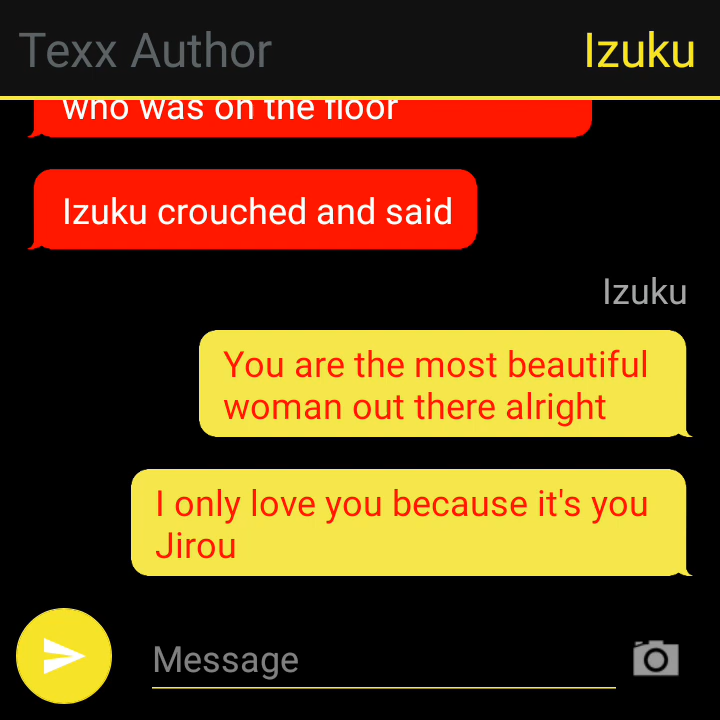 Texx Author
Izuku
who was on the floor
Izuku crouched and said
Izuku
You are the most beautiful
woman out there alright
I only love you because it's you
Jirou
Message